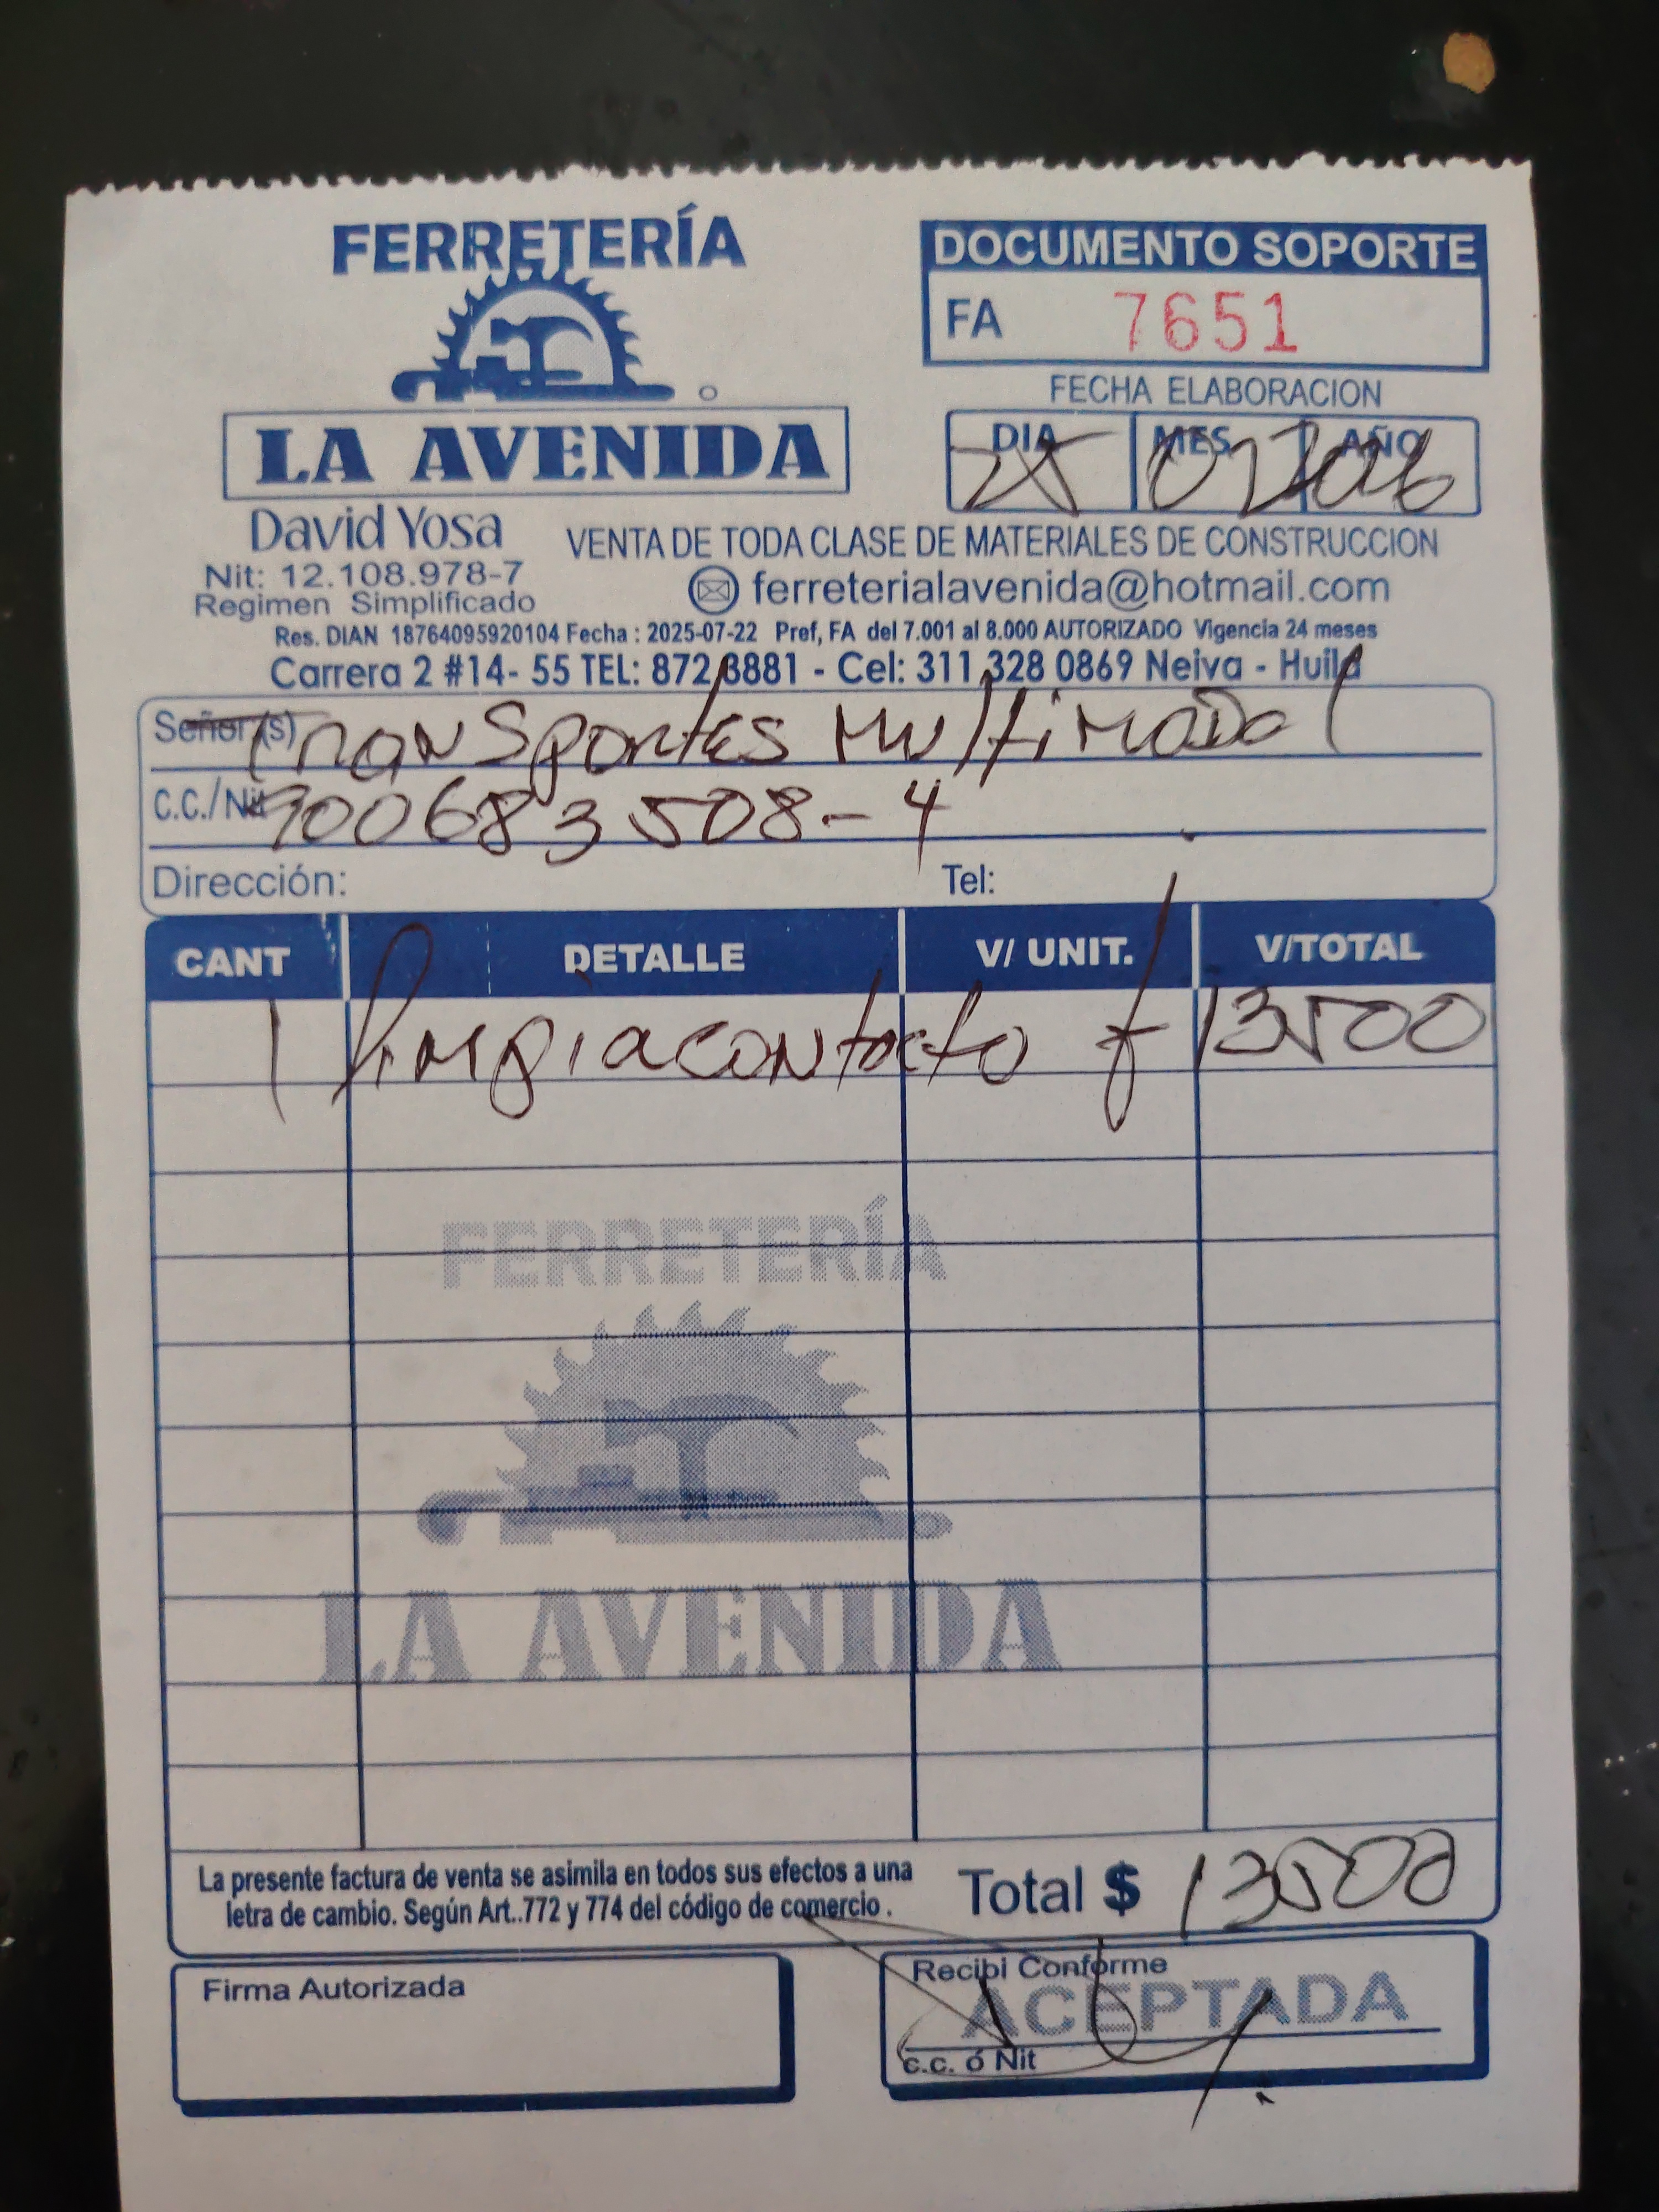 FERRETERÍA
LA AVENIDA
David Yosa
Nit: 12.108.978-7
Regimen Simplificado
DOCUMENTO SOPORTE
FA 7651
FECHA ELABORACION
DIA MES AÑO
25 02 2026
VENTA DE TODA CLASE DE MATERIALES DE CONSTRUCCION
ferreterialavenida@hotmail.com
Res. DIAN 18764095920104 Fecha : 2025-07-22 Pref, FA del 7.001 al 8.000 AUTORIZADO Vigencia 24 meses
Carrera 2 #14- 55 TEL: 872 8881 - Cel: 311 328 0869 Neiva - Huila
Señor (s) Transportes Multimodal
C.C./Nit 900683508-4
Dirección: Tel:
CANT DETALLE V/ UNIT. V/TOTAL
1 limpiacontacto f 13500
FERRETERÍA
LA AVENIDA
La presente factura de venta se asimila en todos sus efectos a una
letra de cambio. Según Art..772 y 774 del código de comercio .
Total $ 13500
Firma Autorizada
Recibi Conforme
ACEPTADA
c.c. ó Nit